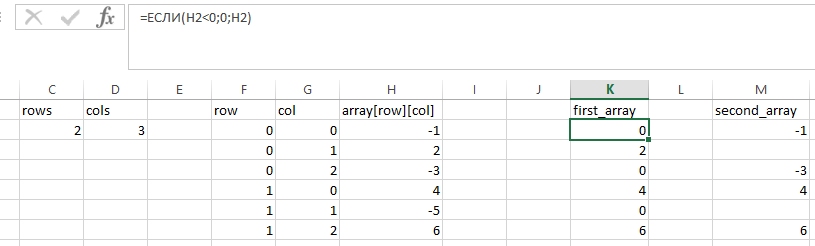 =ЕСЛИ(H2<0;0;H2)
C D E F G H I J K L M
rows cols row col array[row][col] first_array second_array
2 3 0 0 -1 0 -1
0 1 2 2
0 2 -3 0 -3
1 0 4 4 4
1 1 -5 0
1 2 6 6 6